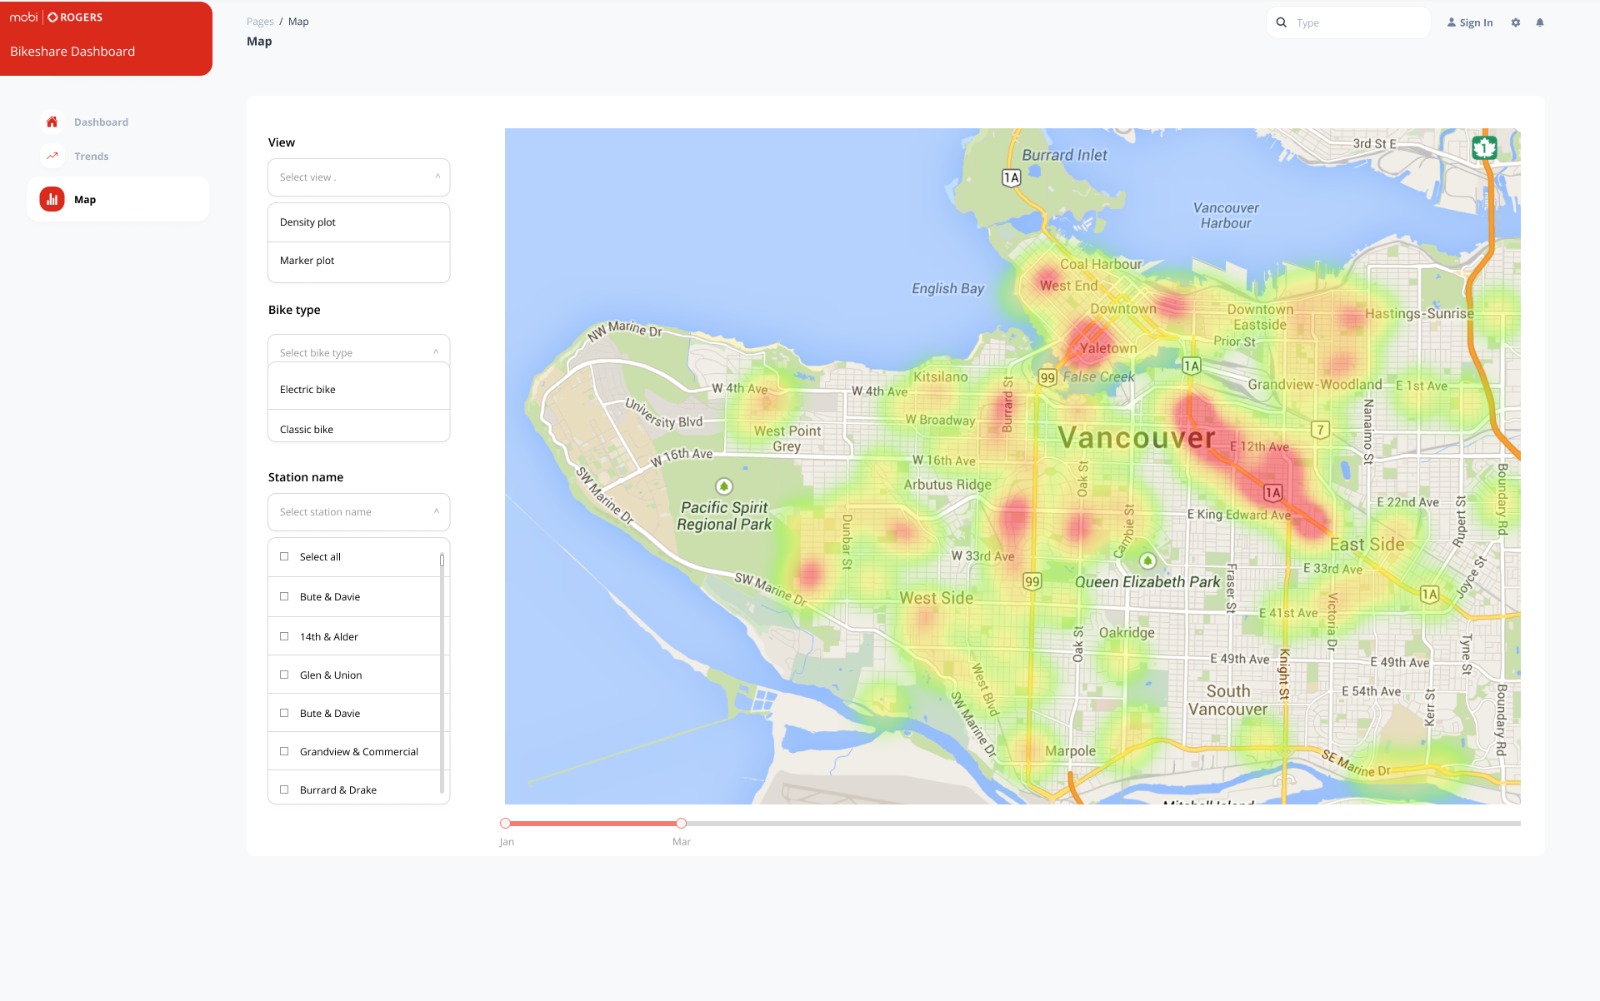 mobi | ROGERS
Bikeshare Dashboard
Pages / Map
Map
Type
Sign In
Dashboard
Trends
Map
View
Select view .
Density plot
Marker plot
Bike type
Select bike type
Electric bike
Classic bike
Station name
Select station name
Select all
Bute & Davie
14th & Alder
Glen & Union
Bute & Davie
Grandview & Commercial
Burrard & Drake
3rd St E
1
Burrard Inlet
1A
Vancouver
Harbour
Coal Harbour
English Bay
West End
Downtown
Downtown
Eastside
Hastings-Sunrise
NW Marine Dr
Prior St
Yaletown
1A
99
False Creek
Kitsilano
W 4th Ave
W 4th Ave
Grandview-Woodland
E 1st Ave
University Blvd
Burrard St
W Broadway
Nanaimo St
West Point
Grey
Vancouver
7
E 12th Ave
W 16th Ave
W 16th Ave
Oak St
Boundary Rd
SW Marine Dr
Arbutus Ridge
1A
E 22nd Ave
Pacific Spirit
Regional Park
Dunbar St
Cambie St
E King Edward Ave
Rupert St
East Side
W 33rd Ave
E 33rd Ave
Joyce St
SW Marine Dr
99
Queen Elizabeth Park
Fraser St
1A
West Side
E 41st Ave
Victoria Dr
Oak St
Oakridge
Tyne St
E 49th Ave
E 49th Ave
Knight St
West Blvd
South
Vancouver
E 54th Ave
Kerr St
Boundary Rd
SW Marine Dr
Marpole
SE Marine Dr
Mitchell Island
Jan
Mar